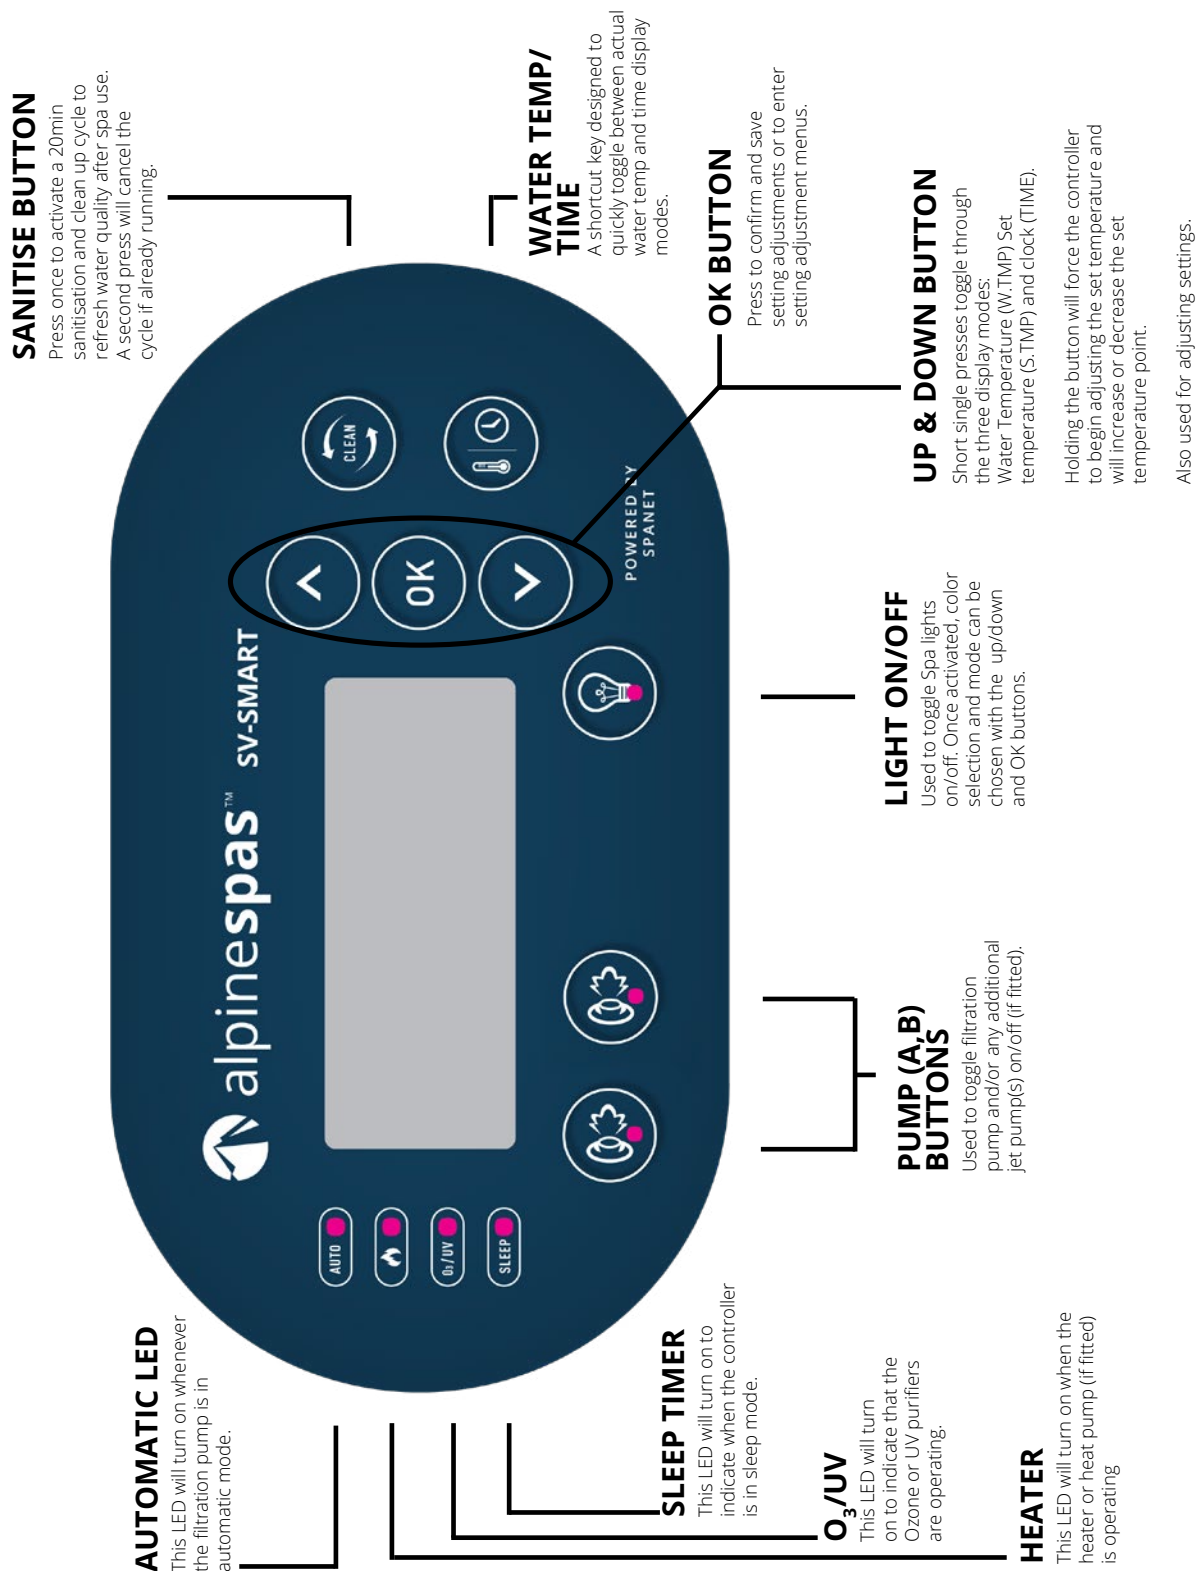 AUTOMATIC LED
This LED will turn on whenever
the filtration pump is in
automatic mode.
SLEEP TIMER
This LED will turn on to
indicate when the controller
is in sleep mode.
O₃/UV
This LED will turn
on to indicate that the
Ozone or UV purifiers
are operating.
HEATER
This LED will turn on when the
heater or heat pump (if fitted)
is operating
alpinespas™ SV-SMART
AUTO
O₃/UV
SLEEP
OK
CLEAN
POWERED BY
SPANET
PUMP (A,B)
BUTTONS
Used to toggle filtration
pump and/or any additional
jet pump(s) on/off (if fitted).
LIGHT ON/OFF
Used to toggle Spa lights
on/off. Once activated, color
selection and mode can be
chosen with the up/down
and OK buttons.
SANITISE BUTTON
Press once to activate a 20min
sanitisation and clean up cycle to
refresh water quality after spa use.
A second press will cancel the
cycle if already running.
WATER TEMP/
TIME
A shortcut key designed to
quickly toggle between actual
water temp and time display
modes.
OK BUTTON
Press to confirm and save
setting adjustments or to enter
setting adjustment menus.
UP & DOWN BUTTON
Short single presses toggle through
the three display modes:
Water Temperature (W.TMP) Set
temperature (S.TMP) and clock (TIME).
Holding the button will force the controller
to begin adjusting the set temperature and
will increase or decrease the set
temperature point.
Also used for adjusting settings.